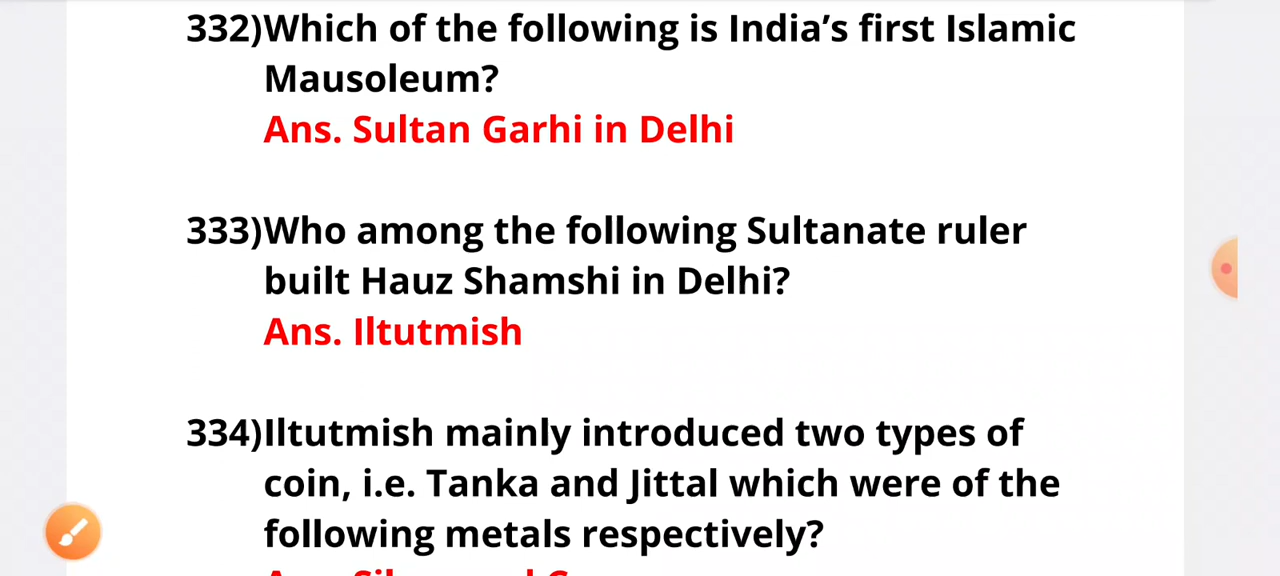 332)Which of the following is India’s first Islamic
Mausoleum?
Ans. Sultan Garhi in Delhi
333)Who among the following Sultanate ruler
built Hauz Shamshi in Delhi?
Ans. Iltutmish
334)Iltutmish mainly introduced two types of
coin, i.e. Tanka and Jittal which were of the
following metals respectively?